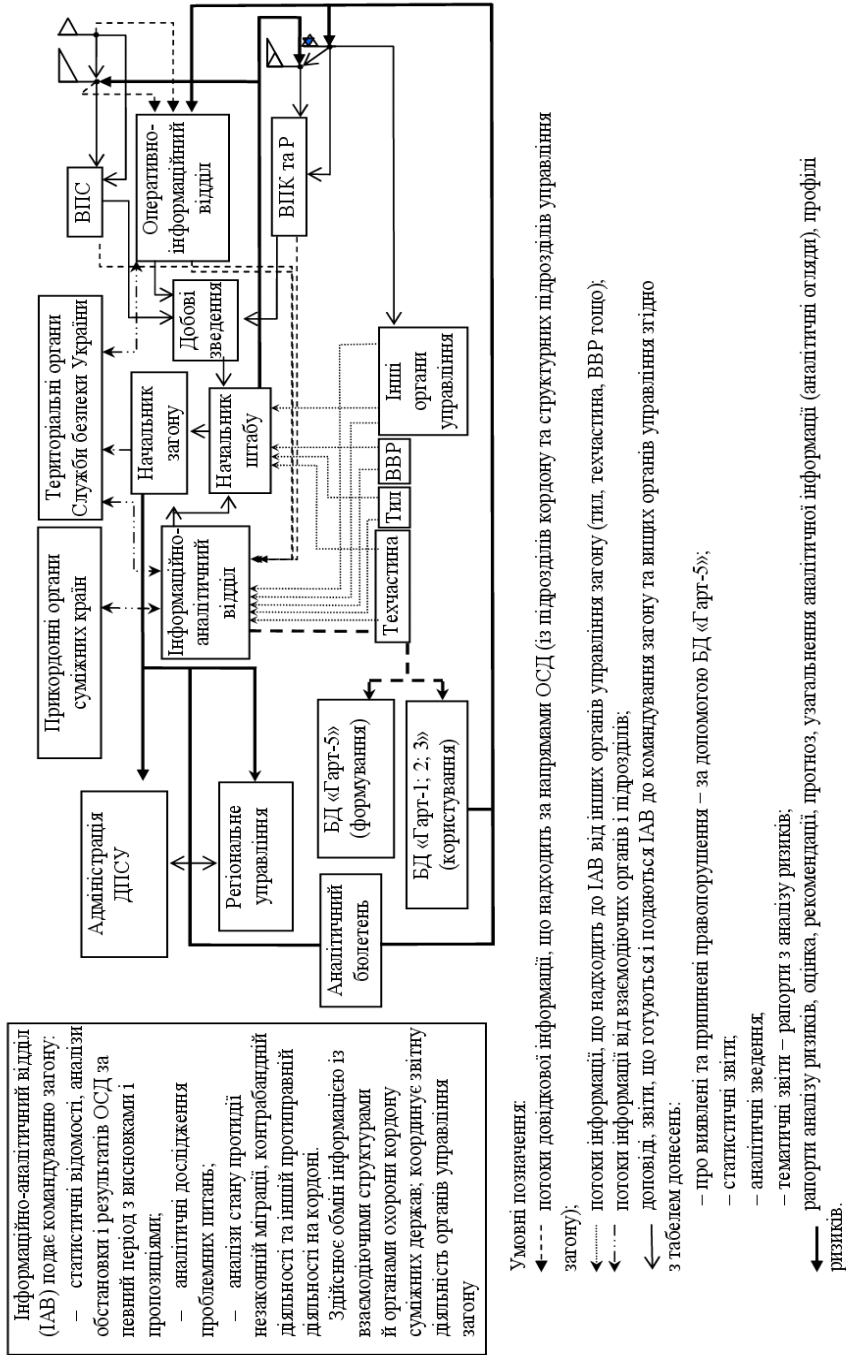 Інформаційно-аналітичний відділ
(ІАВ) подає командуванню загону:
– статистичні відомості, аналізи
обстановки і результатів ОСД за
певний період з висновками і
пропозиціями;
– аналітичні дослідження
проблемних питань;
– аналізи стану протидії
незаконній міграції, контрабандній
діяльності та іншій протиправній
діяльності на кордоні.
Здійснює обмін інформацією із
взаємодіючими структурами
й органами охорони кордону
суміжних держав; координує звітну
діяльність органів управління
загону
Адміністрація
ДПСУ
Регіональне
управління
Аналітичний
бюлетень
Прикордонні органи
суміжних країн
Територіальні органи
Служби безпеки України
ВПС
Оперативно-
інформаційний
відділ
Начальник
загону
Добові
зведення
Інформаційно-
аналітичний
відділ
Начальник
штабу
ВПК та Р
БД «Гарт-5»
(формування)
БД «Гарт-1; 2; 3»
(користування)
Техчастина
Тил
ВВР
Інші
органи
управління
Умовні позначення:
потоки довідкової інформації, що надходять за напрямами ОСД (із підрозділів кордону та структурних підрозділів управління
загону);
потоки інформації, що надходять до ІАВ від інших органів управління загону (тил, техчастина, ВВР тощо);
потоки інформації від взаємодіючих органів і підрозділів;
доповіді, звіти, що готуються і подаються ІАВ до командування загону та вищих органів управління згідно
з табелем донесень:
– про виявлені та припинені правопорушення – за допомогою БД «Гарт-5»;
– статистичні звіти;
– аналітичні зведення;
– тематичні звіти – рапорти з аналізу ризиків;
рапорти аналізу ризиків, оцінка, рекомендації, прогноз, узагальнення аналітичної інформації (аналітичні огляди), профілі
ризиків.